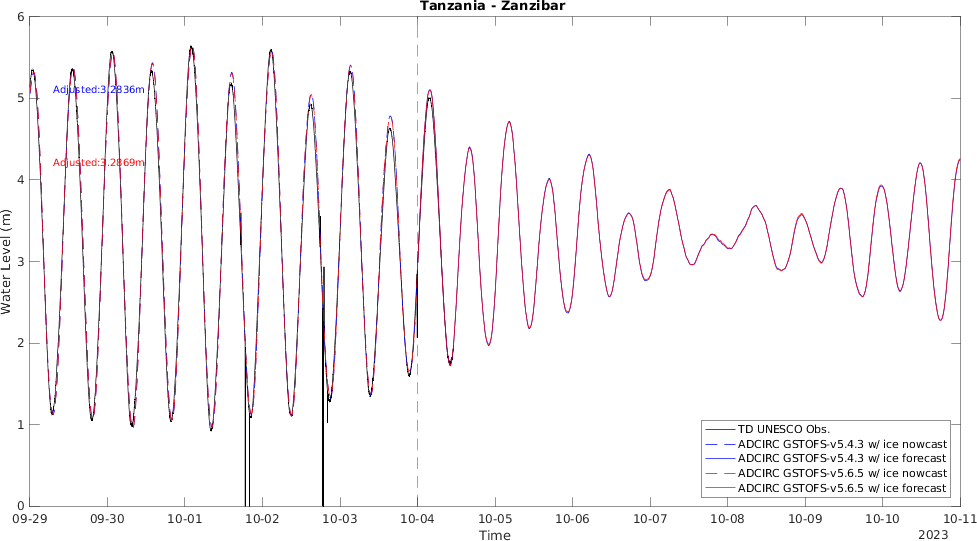 Tanzania - Zanzibar
6
5
4
3
2
1
0
Water Level (m)
Adjusted:3.2836m
Adjusted:3.2869m
TD UNESCO Obs.
ADCIRC GSTOFS-v5.4.3 w/ ice nowcast
ADCIRC GSTOFS-v5.4.3 w/ ice forecast
ADCIRC GSTOFS-v5.6.5 w/ ice nowcast
ADCIRC GSTOFS-v5.6.5 w/ ice forecast
09-29 09-30 10-01 10-02 10-03 10-04 10-05 10-06 10-07 10-08 10-09 10-10 10-11
Time
2023